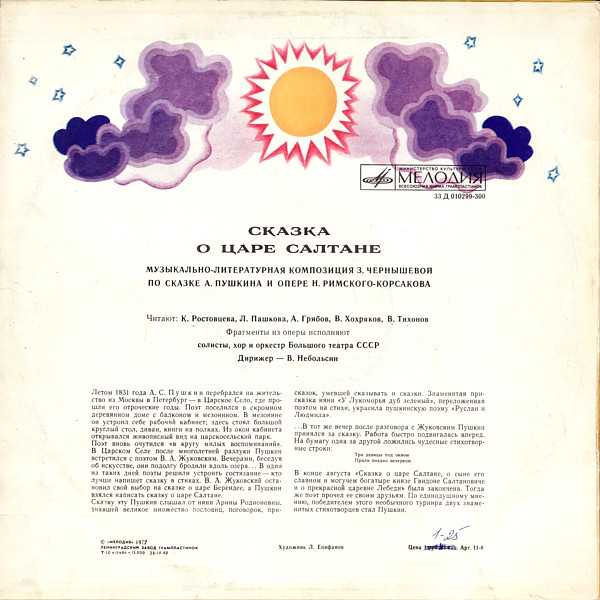 МИНИСТЕРСТВО КУЛЬТУРЫ
МЕЛОДИЯ
ВСЕСОЮЗНАЯ ФИРМА ГРАМПЛАСТИНОК
33 Д 010299-300
СКАЗКА
О ЦАРЕ САЛТАНЕ
МУЗЫКАЛЬНО-ЛИТЕРАТУРНАЯ КОМПОЗИЦИЯ З. ЧЕРНЫШЕВОЙ
ПО СКАЗКЕ А. ПУШКИНА И ОПЕРЕ Н. РИМСКОГО-КОРСАКОВА
Читают: К. Ростовцева, Л. Пашкова, А. Грибов, В. Хохряков, В. Тихонов
Фрагменты из оперы исполняют
солисты, хор и оркестр Большого театра СССР
Дирижер — В. Небольсин
Летом 1831 года А. С. Пушкин перебрался на житель-
ство из Москвы в Петербург — в Царское Село, где про-
шли его отроческие годы. Поэт поселился в скромном
деревянном доме с балконом и мезонином. В мезонине
он устроил себе рабочий кабинет; здесь стоял большой
круглый стол, диван, книги на полках. Из окон кабинета
открывался живописный вид на царскосельский парк.
Поэт вновь очутился «в кругу милых воспоминаний».
В Царском Селе после многолетней разлуки Пушкин
встретился с поэтом В. А. Жуковским. Вечерами, беседуя
об искусстве, они подолгу бродили вдоль озера... В один
из таких дней поэты решили устроить состязание — кто
лучше напишет сказку в стихах. В. А. Жуковский остано-
вил свой выбор на сказке о царе Берендее, а Пушкин
взялся написать сказку о царе Салтане.
Сказку эту Пушкин слышал от няни Арины Родионовны,
знавшей великое множество пословиц, поговорок, при-
сказок, умевшей сказывать и сказки. Знаменитая при-
сказка няни «У Лукоморья дуб зеленый», переложенная
поэтом на стихи, украсила пушкинскую поэму «Руслан и
Людмила».
...В тот же вечер после разговора с Жуковским Пушкин
принялся за сказку. Работа быстро подвигалась вперед.
На бумагу одна за другой ложились чудесные стихотвор-
ные строки:
Три девицы под окном
Пряли поздно вечерком.
В конце августа «Сказка о царе Салтане, о сыне его
славном и могучем богатыре князе Гвидоне Салтановиче
и о прекрасной царевне Лебеди» была закончена. Тогда
же поэт прочел ее своим друзьям. По единодушному мне-
нию, победителем этого необычного турнира двух знаме-
нитых стихотворцев стал Пушкин.
© «МЕЛОДИЯ» 1977
ЛЕНИНГРАДСКИЙ ЗАВОД ГРАМПЛАСТИНОК
Художник Л. Епифанов
1-25
Цена Арт. 11-8